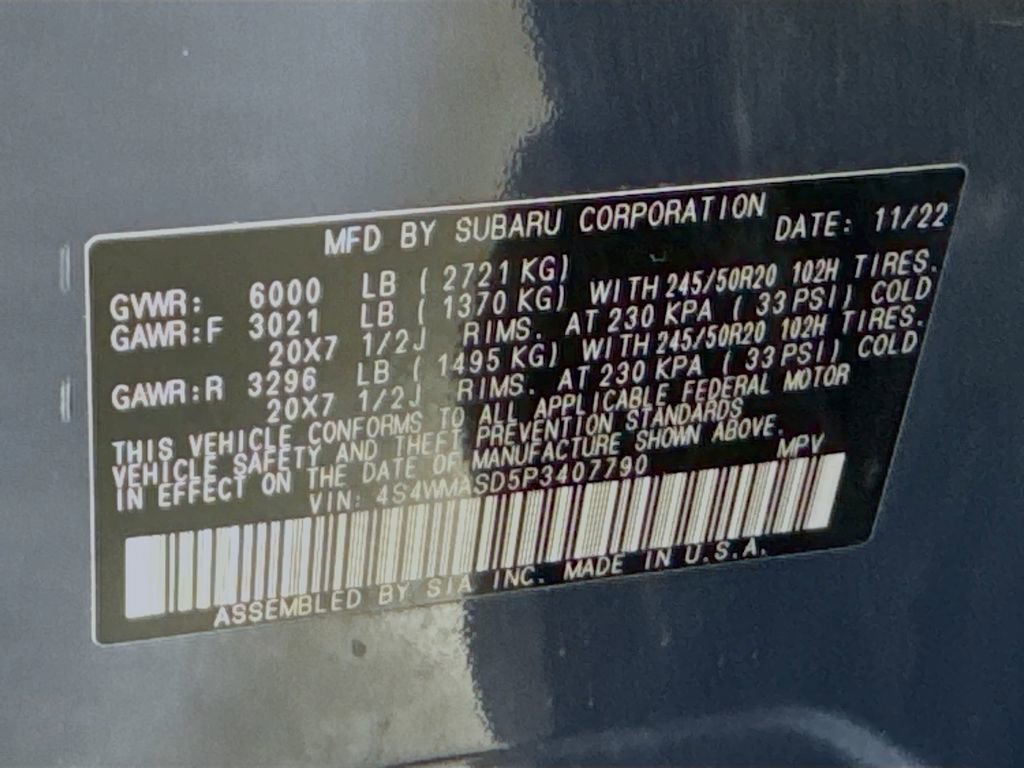 MFD BY SUBARU CORPORATION DATE: 11/22
GVWR: 6000 LB ( 2721 KG)
GAWR:F 3021 LB ( 1370 KG) WITH 245/50R20 102H TIRES.
20X7 1/2J RIMS. AT 230 KPA ( 33 PSI) COLD
GAWR:R 3296 LB ( 1495 KG) WITH 245/50R20 102H TIRES.
20X7 1/2J RIMS. AT 230 KPA ( 33 PSI) COLD
THIS VEHICLE CONFORMS TO ALL APPLICABLE FEDERAL MOTOR
VEHICLE SAFETY AND THEFT PREVENTION STANDARDS
IN EFFECT ON THE DATE OF MANUFACTURE SHOWN ABOVE.
VIN: 4S4WMASD5P3407790 MPV
ASSEMBLED BY SIA INC. MADE IN U.S.A.